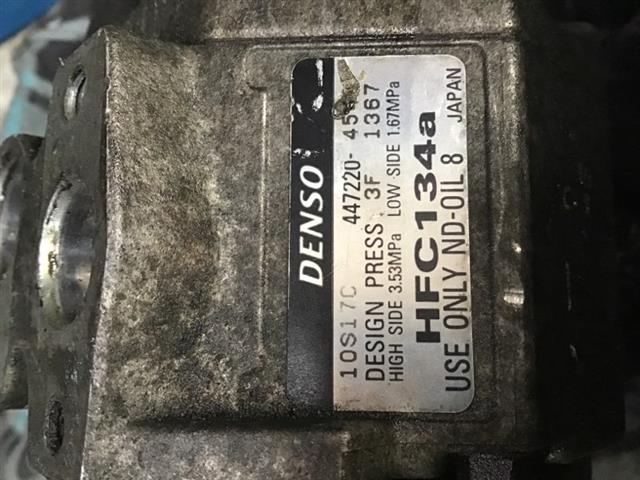 DENSO
10S17C 447220-
DESIGN PRESS. 3F 1367
HIGH SIDE 3.53MPa LOW SIDE 1.67MPa
HFC134a
USE ONLY ND-OIL 8 JAPAN